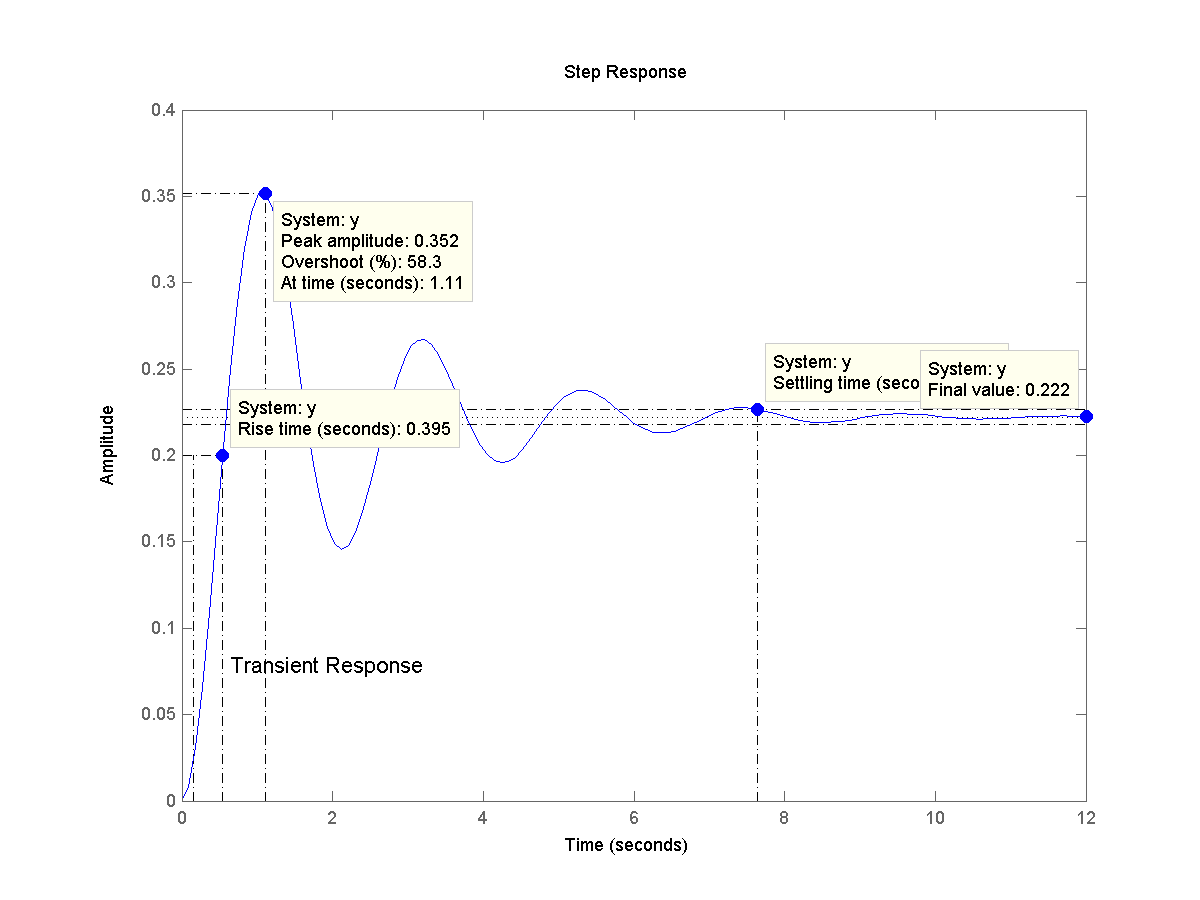 Step Response
0.4
0.35
0.3
0.25
0.2
0.15
0.1
0.05
0
Amplitude
System: y
Peak amplitude: 0.352
Overshoot (%): 58.3
At time (seconds): 1.11
System: y
Rise time (seconds): 0.395
System: y
Settling time
System: y
Final value: 0.222
Transient Response
0 2 4 6 8 10 12
Time (seconds)